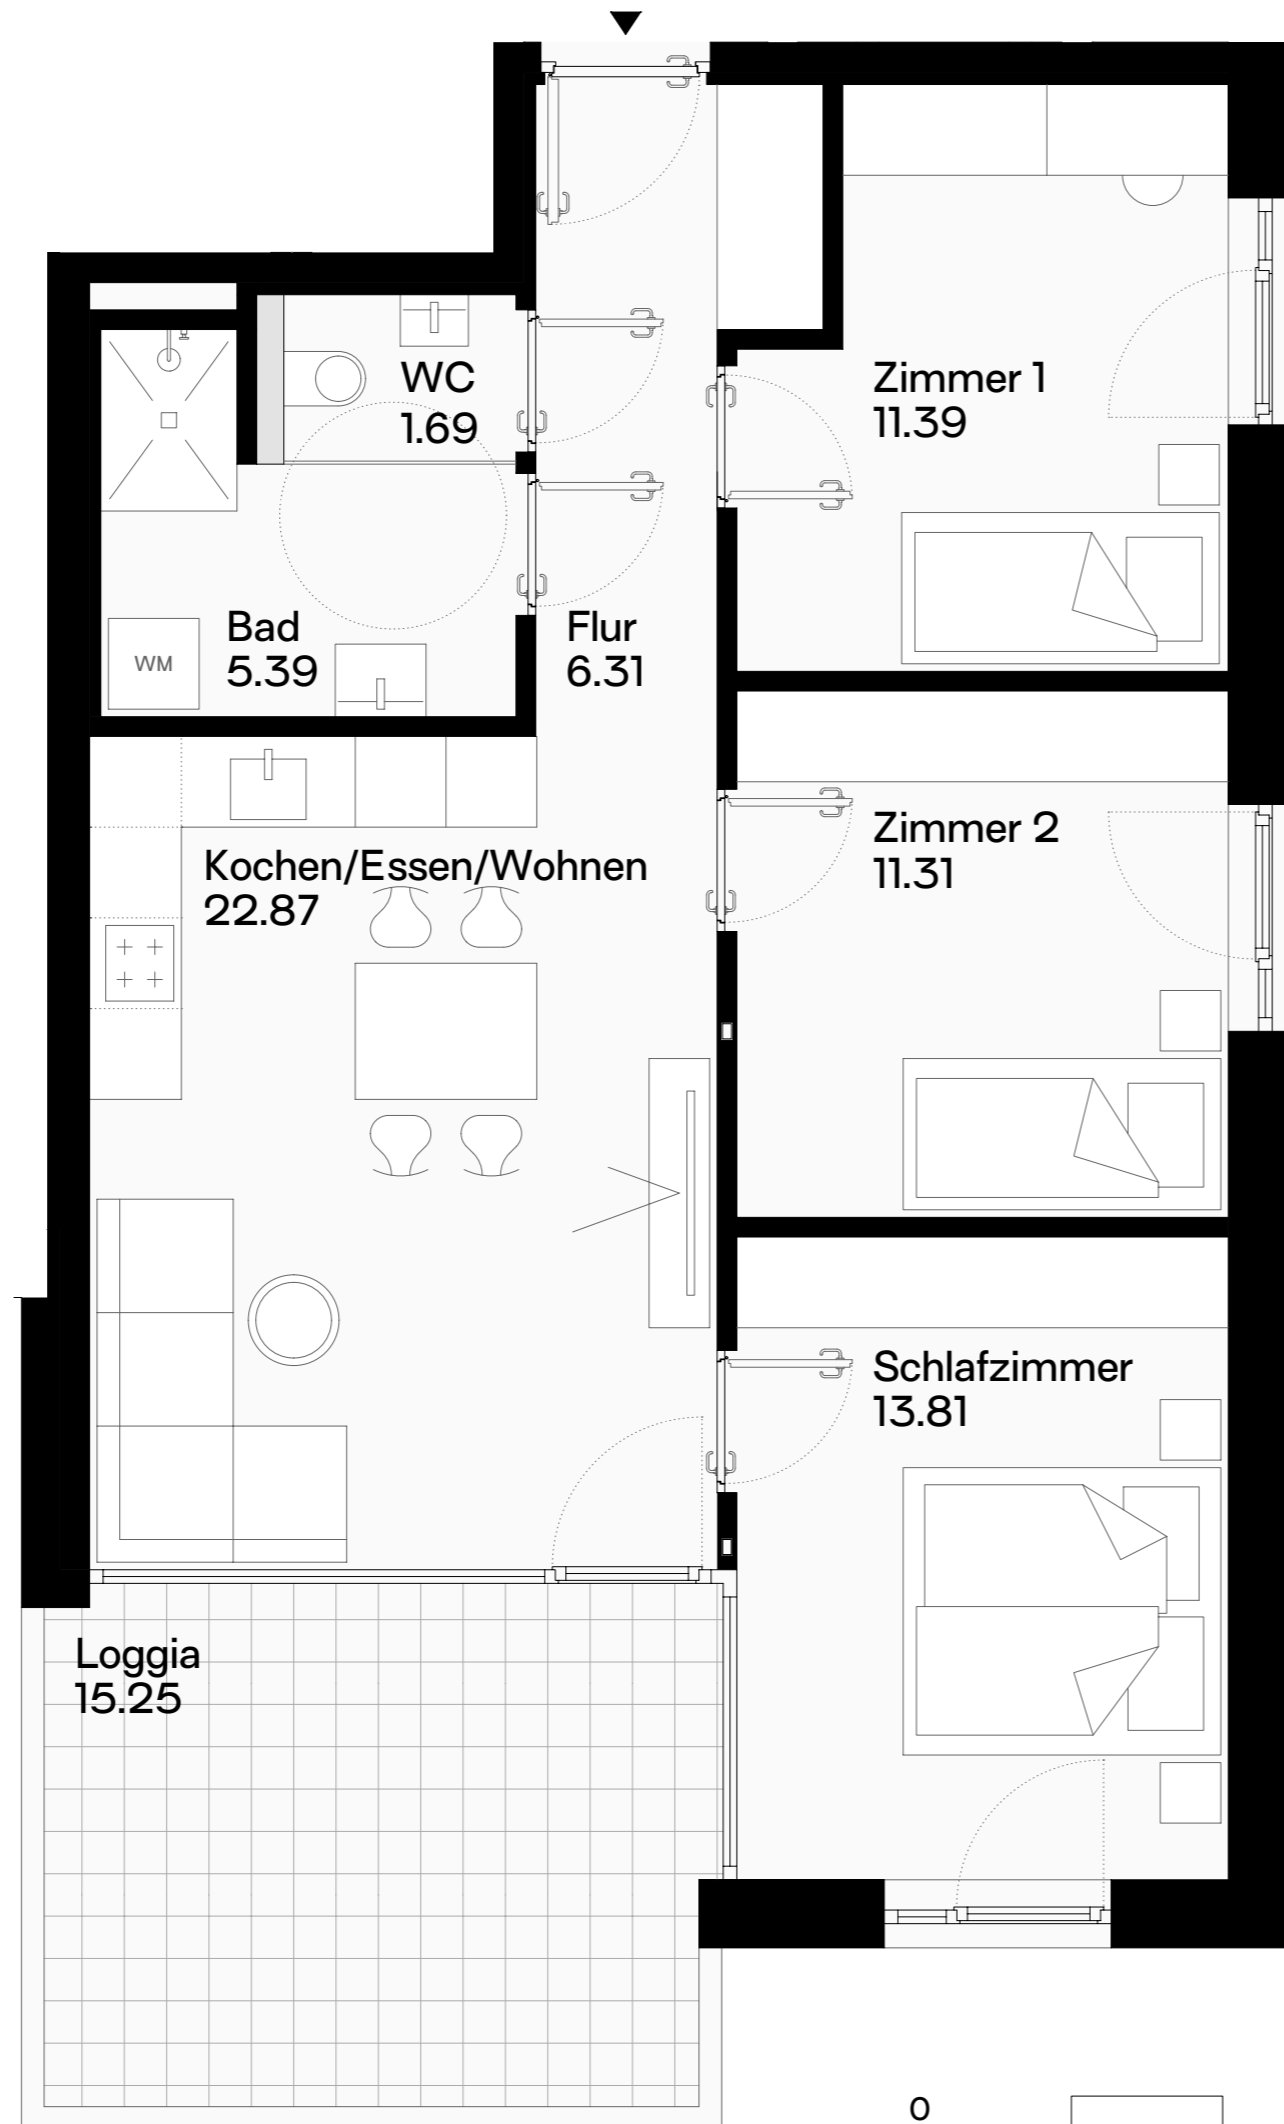 WC
1.69
Zimmer 1
11.39
Bad
5.39
WM
Flur
6.31
Zimmer 2
11.31
Kochen/Essen/Wohnen
22.87
Schlafzimmer
13.81
Loggia
15.25
0